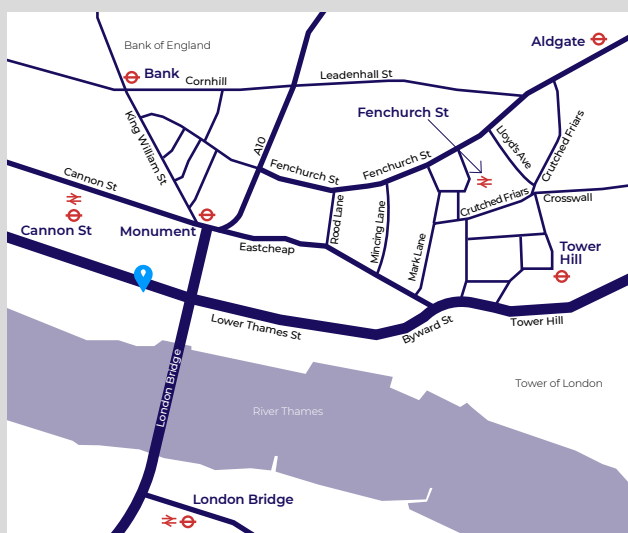 Bank of England
Aldgate
Bank
Cornhill
Leadenhall St
Fenchurch St
King William St
A10
Lloyd's Ave
Crutched Friars
Fenchurch St
Fenchurch St
Cannon St
Crutched Friars
Crosswall
Rood Lane
Mincing Lane
Mark Lane
Cannon St
Monument
Eastcheap
Tower
Hill
Lower Thames St
Byward St
Tower Hill
London Bridge
Tower of London
River Thames
London Bridge